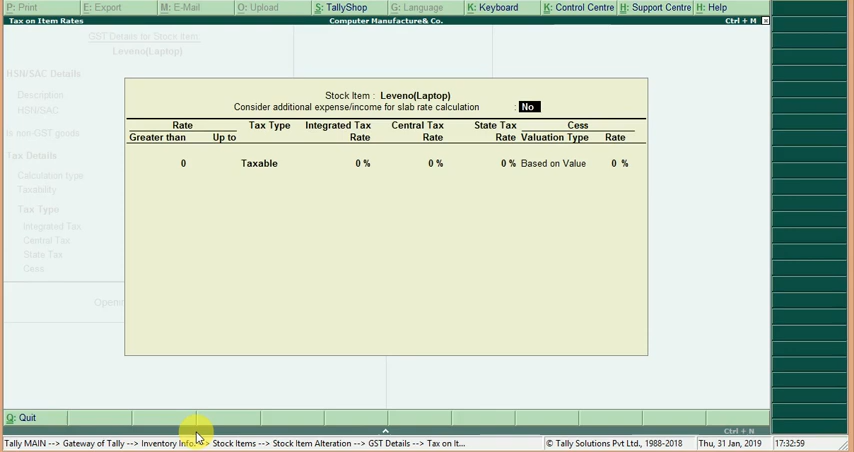 P: Print E: Export M: E-Mail O: Upload S: TallyShop G: Language K: Keyboard K: Control Centre H: Support Centre H: Help
Tax on Item Rates Computer Manufacture& Co. Ctrl + M
GST Details for Stock Item:
Leveno(Laptop)
HSN/SAC Details
Description
HSN/SAC
Is non-GST goods
Tax Details
Calculation type
Taxability
Tax Type
Integrated Tax
Central Tax
State Tax
Cess
Openin
Stock Item : Leveno(Laptop)
Consider additional expense/income for slab rate calculation : No
Rate Tax Type Integrated Tax Central Tax State Tax Cess
Greater than Up to Rate Rate Rate Valuation Type Rate
0 Taxable 0 % 0 % 0 % Based on Value 0 %
Q: Quit
Ctrl + N
Tally MAIN --> Gateway of Tally --> Inventory Info. --> Stock Items --> Stock Item Alteration --> GST Details --> Tax on It... © Tally Solutions Pvt Ltd., 1988-2018 Thu, 31 Jan, 2019 17:32:59